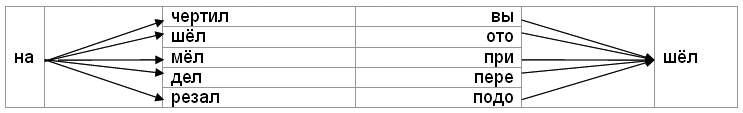 чертил вы
шёл ото
на мёл при шёл
дел пере
резал подо